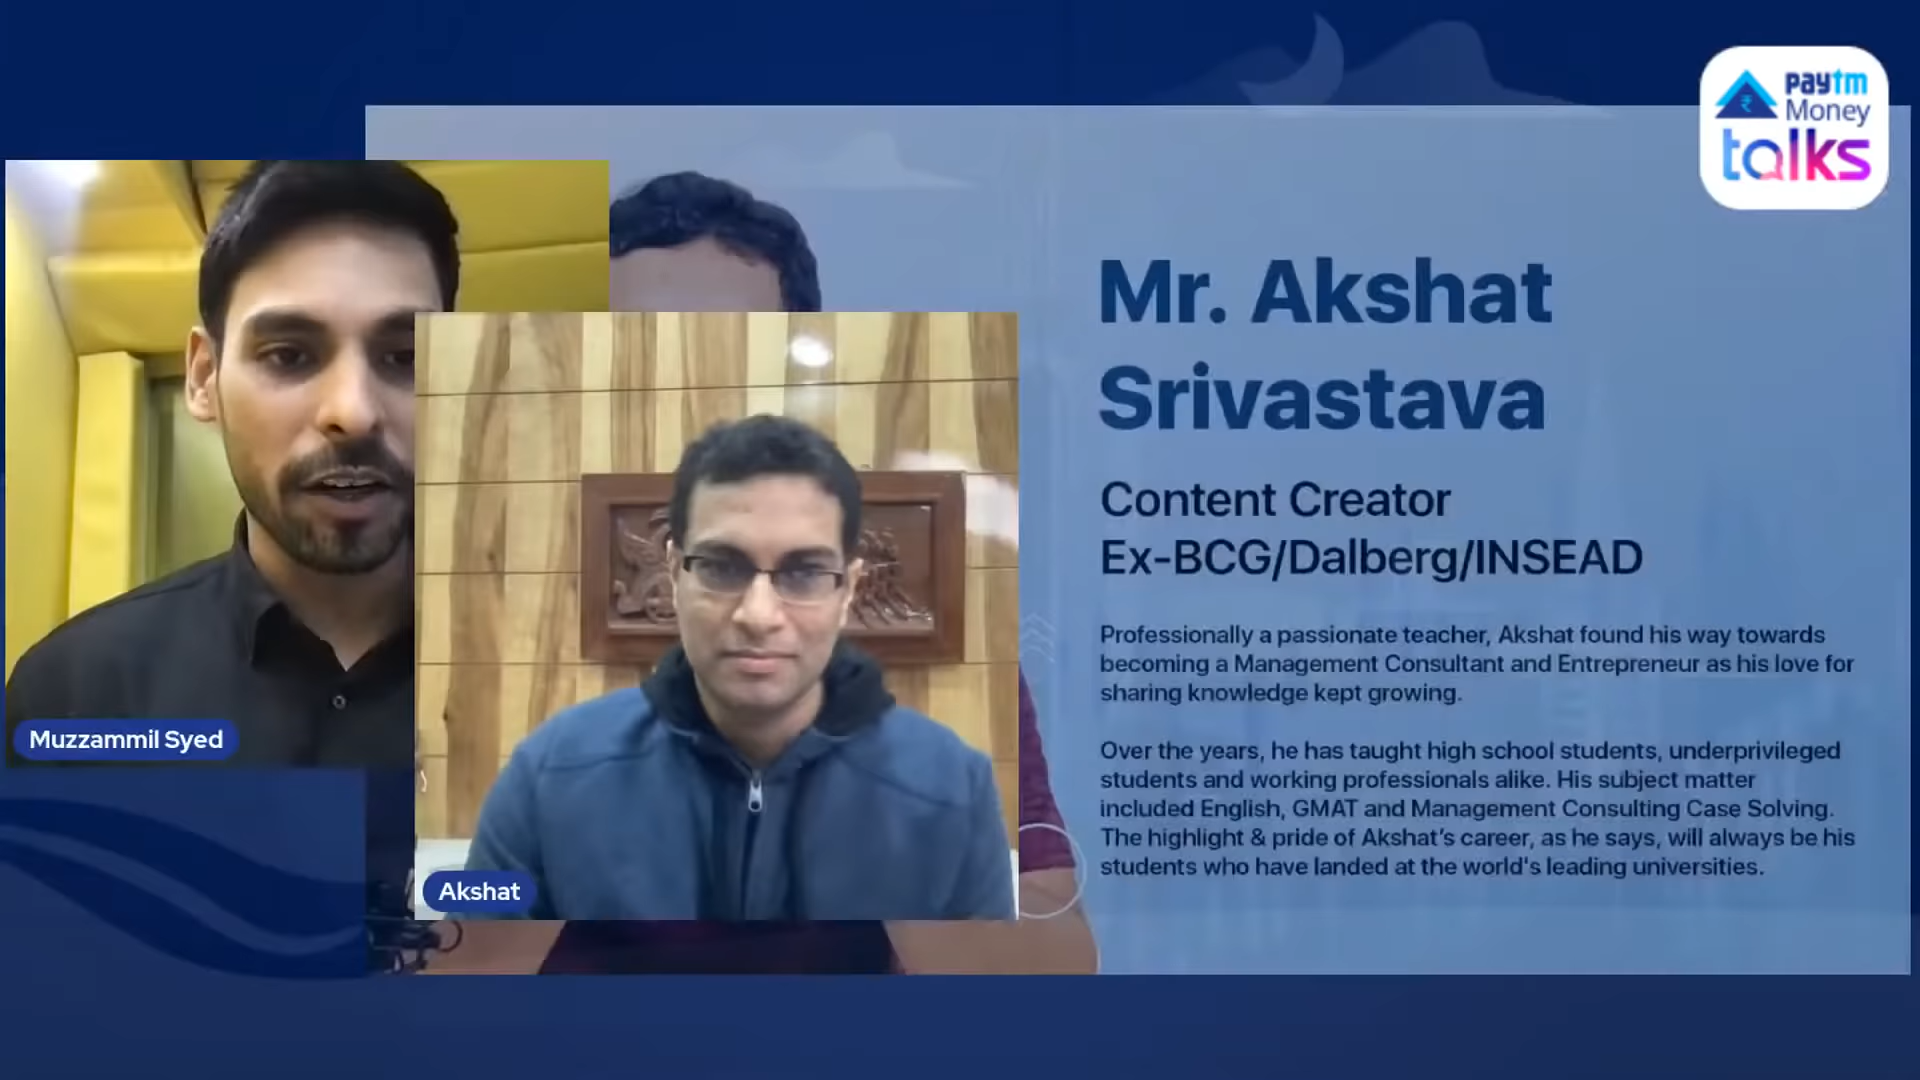 paytm
Money
talks
Mr. Akshat
Srivastava
Content Creator
Ex-BCG/Dalberg/INSEAD
Professionally a passionate teacher, Akshat found his way towards
becoming a Management Consultant and Entrepreneur as his love for
sharing knowledge kept growing.
Over the years, he has taught high school students, underprivileged
students and working professionals alike. His subject matter
included English, GMAT and Management Consulting Case Solving.
The highlight & pride of Akshat's career, as he says, will always be his
students who have landed at the world's leading universities.
Muzzammil Syed
Akshat